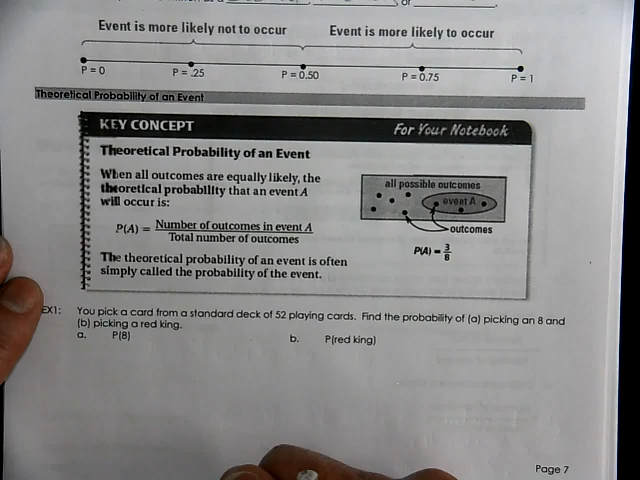 or
Event is more likely not to occur Event is more likely to occur
P = 0 P = .25 P = 0.50 P = 0.75 P = 1
Theoretical Probability of an Event
KEY CONCEPT For Your Notebook
Theoretical Probability of an Event
When all outcomes are equally likely, the
theoretical probability that an event A
will occur is:
P(A) = Number of outcomes in event A
Total number of outcomes
The theoretical probability of an event is often
simply called the probability of the event.
all possible outcomes
event A
outcomes
P(A) = 3/8
EX1: You pick a card from a standard deck of 52 playing cards. Find the probability of (a) picking an 8 and
(b) picking a red king.
a. P(8) b. P(red king)
Page 7